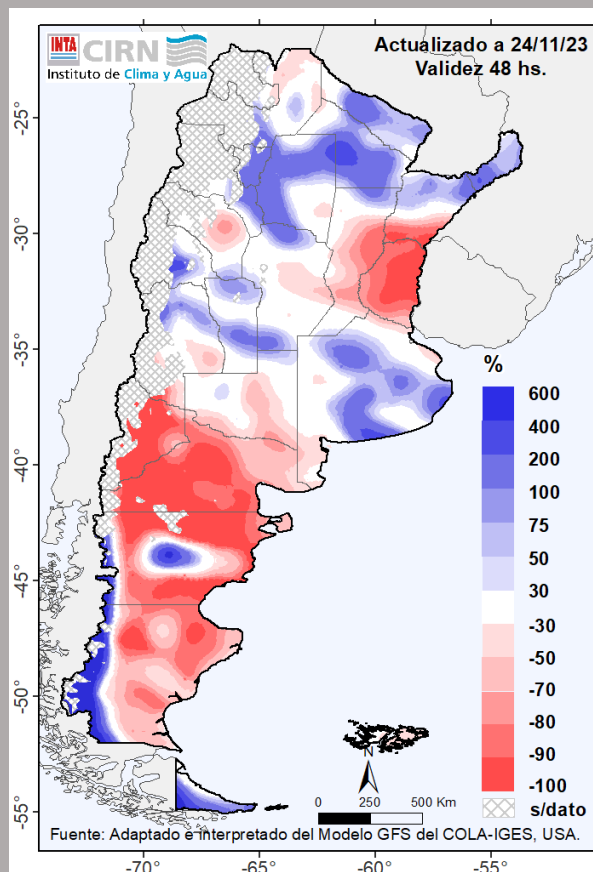 INTA CIRN
Instituto de Clima y Agua
Actualizado a 24/11/23
Validez 48 hs.
-25°
-30°
-35°
-40°
-45°
-50°
-55°
%
600
400
200
100
75
50
30
-30
-50
-70
-80
-90
-100
s/dato
N
0 250 500 Km
Fuente: Adaptado e interpretado del Modelo GFS del COLA-IGES, USA.
-70° -65° -60° -55°